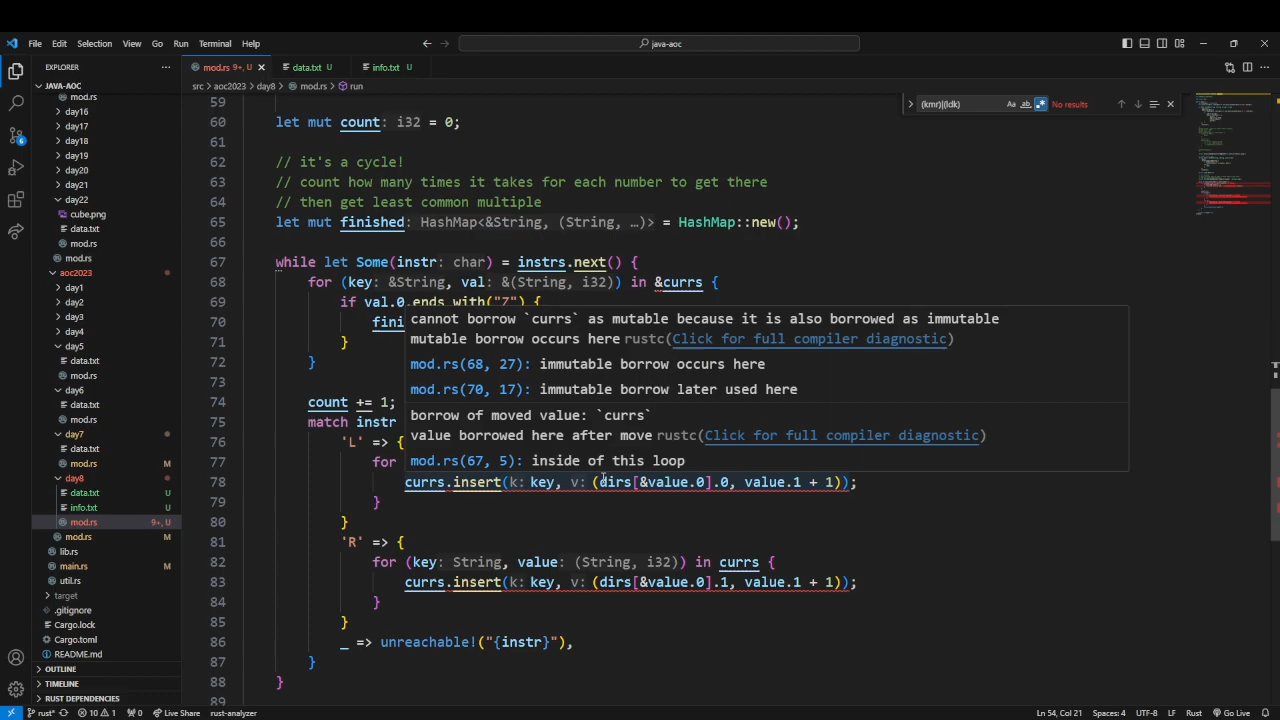 File Edit Selection View Go Run Terminal Help
java-aoc
EXPLORER
mod.rs 9+, U
data.txt U
info.txt U
src > aoc2023 > day8 > mod.rs > run
JAVA-AOC
mod.rs
day16
day17
day18
day19
day20
day21
day22
cube.png
data.txt
mod.rs
mod.rs
aoc2023
day1
day2
day3
day4
day5
data.txt
mod.rs
day6
data.txt
mod.rs
day7
data.txt
mod.rs M
day8
data.txt U
info.txt U
mod.rs 9+, U
mod.rs M
lib.rs
main.rs M
util.rs
target
.gitignore
Cargo.lock
Cargo.toml
README.md
OUTLINE
TIMELINE
RUST DEPENDENCIES
(kmr)|(ldk)
No results
59
60 let mut count: i32 = 0;
61
62 // it's a cycle!
63 // count how many times it takes for each number to get there
64 // then get least common multiple
65 let mut finished: HashMap<&String, (String, …)> = HashMap::new();
66
67 while let Some(instr: char) = instrs.next() {
68 for (key: &String, val: &(String, i32)) in &currs {
69 if val.0.ends_with("Z") {
70 fini
71 }
72 }
73
74 count += 1;
75 match instr
76 'L' => {
77 for
78 currs.insert(k: key, v: (dirs[&value.0].0, value.1 + 1));
79 }
80 }
81 'R' => {
82 for (key: String, value: (String, i32)) in currs {
83 currs.insert(k: key, v: (dirs[&value.0].1, value.1 + 1));
84 }
85 }
86 _ => unreachable!("{instr}"),
87 }
88 }
89
cannot borrow `currs` as mutable because it is also borrowed as immutable
mutable borrow occurs here rustc(Click for full compiler diagnostic)
mod.rs(68, 27): immutable borrow occurs here
mod.rs(70, 17): immutable borrow later used here
borrow of moved value: `currs`
value borrowed here after move rustc(Click for full compiler diagnostic)
mod.rs(67, 5): inside of this loop
6
rust* 10 1 0 Live Share rust-analyzer
Ln 54, Col 21 Spaces: 4 UTF-8 LF Rust Go Live